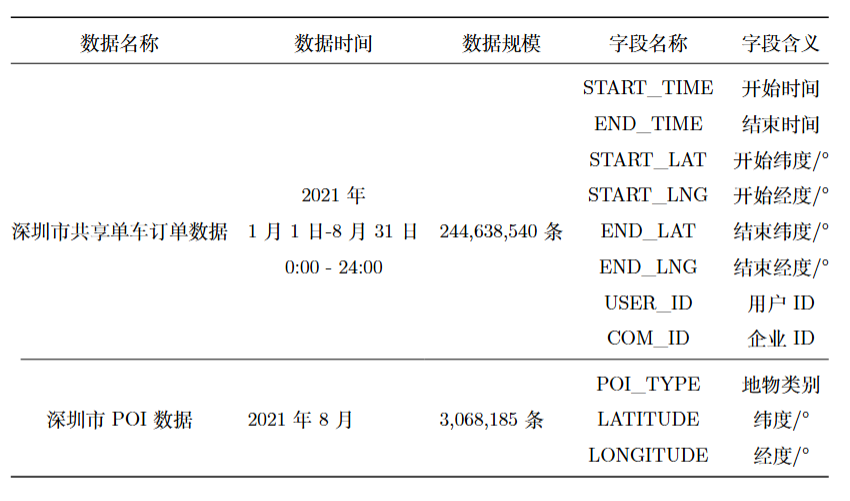 数据名称 数据时间 数据规模 字段名称 字段含义
START_TIME 开始时间
END_TIME 结束时间
START_LAT 开始纬度/°
2021 年 START_LNG 开始经度/°
深圳市共享单车订单数据 1 月 1 日-8 月 31 日 244,638,540 条 END_LAT 结束纬度/°
0:00 - 24:00 END_LNG 结束经度/°
USER_ID 用户 ID
COM_ID 企业 ID
POI_TYPE 地物类别
深圳市 POI 数据 2021 年 8 月 3,068,185 条 LATITUDE 纬度/°
LONGITUDE 经度/°